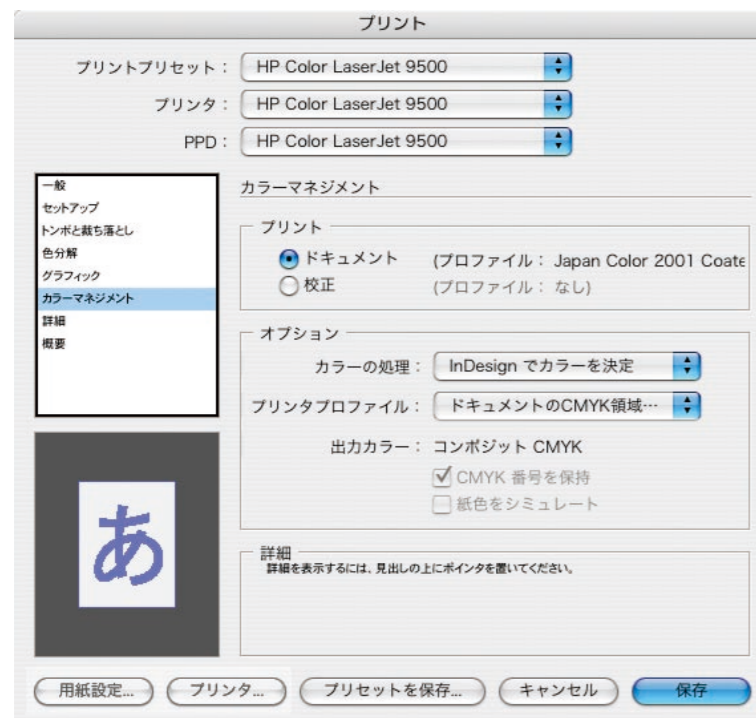 プリント
プリントプリセット： HP Color LaserJet 9500
プリンタ： HP Color LaserJet 9500
PPD： HP Color LaserJet 9500
一般
セットアップ
トンボと裁ち落とし
色分解
グラフィック
カラーマネジメント
詳細
概要
あ
カラーマネジメント
プリント
ドキュメント (プロファイル： Japan Color 2001 Coate
校正 (プロファイル： なし)
オプション
カラーの処理： InDesign でカラーを決定
プリンタプロファイル： ドキュメントのCMYK領域…
出力カラー： コンポジット CMYK
CMYK 番号を保持
紙色をシミュレート
詳細
詳細を表示するには、見出しの上にポインタを置いてください。
用紙設定... プリンタ... プリセットを保存... キャンセル 保存